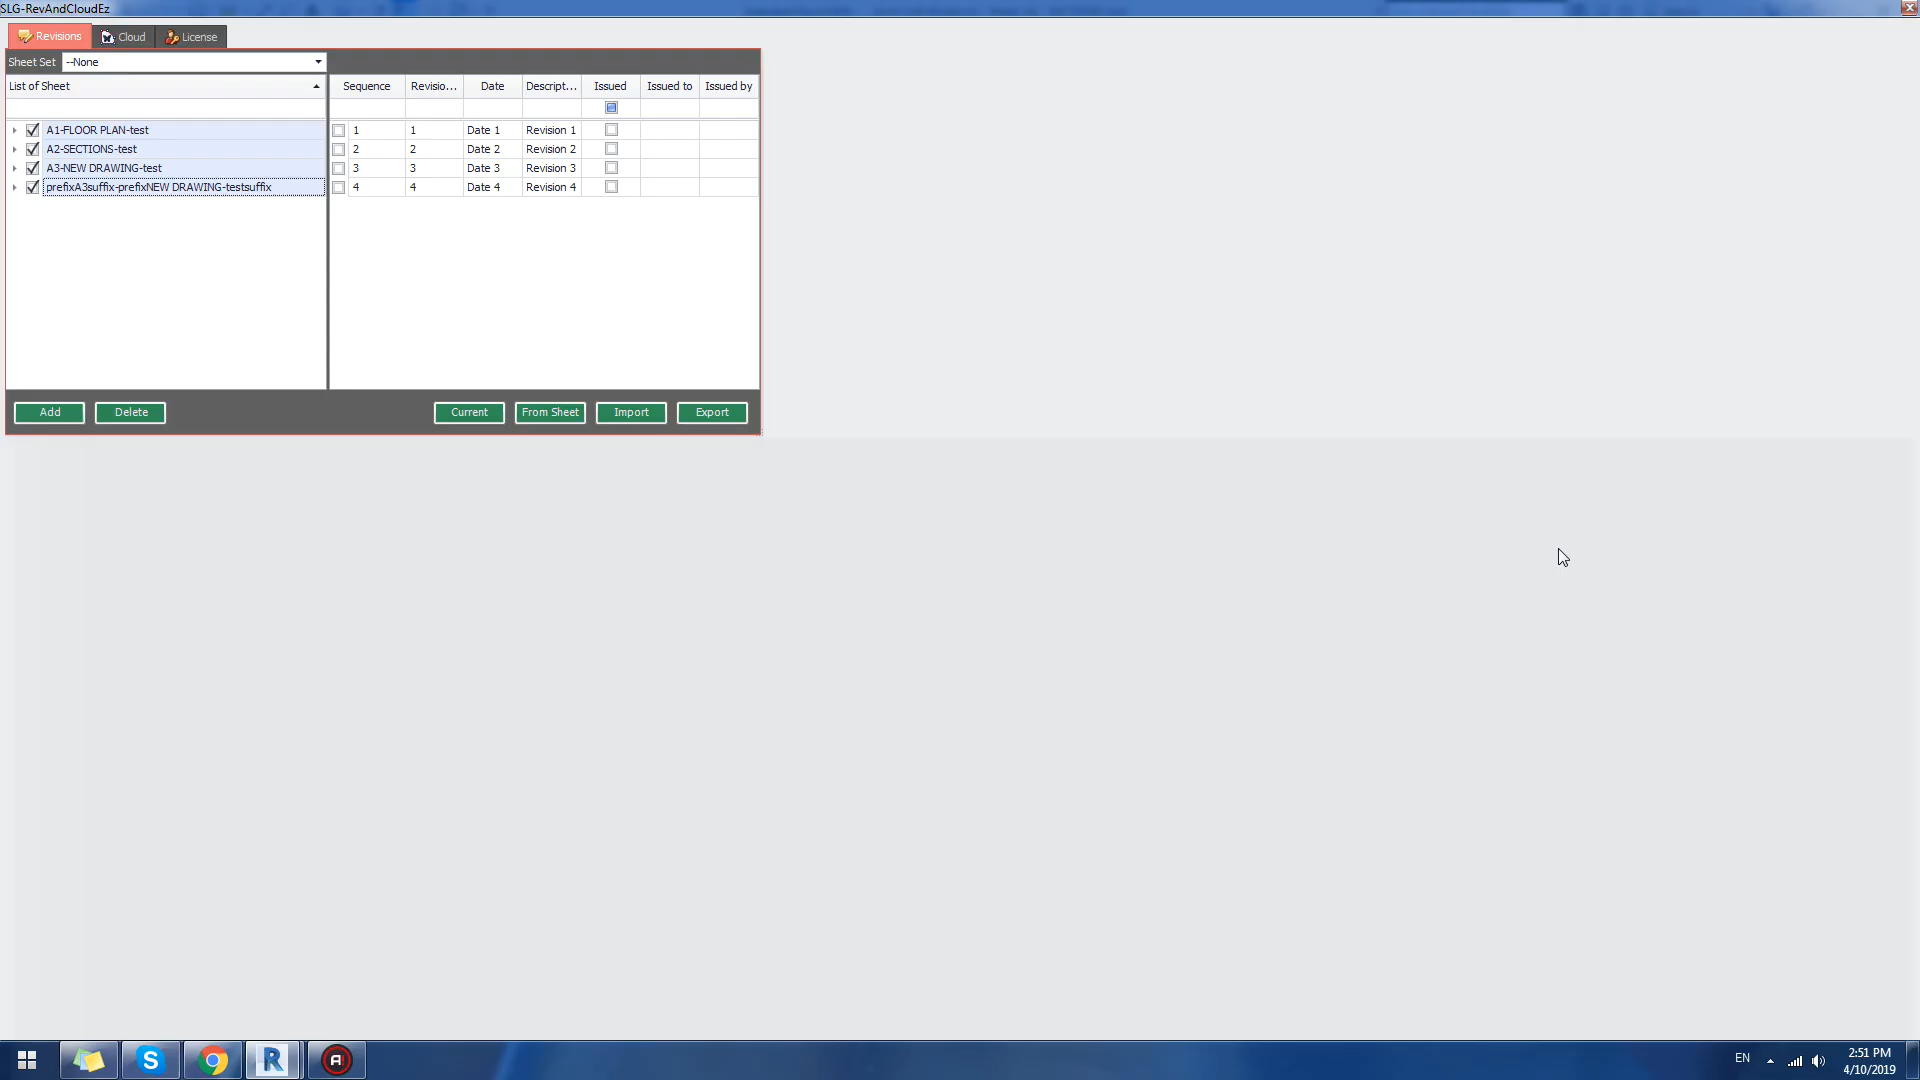 SLG-RevAndCloudEz
Revisions Cloud License
Sheet Set --None
List of Sheet Sequence Revisio... Date Descript... Issued Issued to Issued by
A1-FLOOR PLAN-test 1 1 Date 1 Revision 1
A2-SECTIONS-test 2 2 Date 2 Revision 2
A3-NEW DRAWING-test 3 3 Date 3 Revision 3
prefixA3suffix-prefixNEW DRAWING-testsuffix 4 4 Date 4 Revision 4
Add Delete Current From Sheet Import Export
EN 2:51 PM
4/10/2019